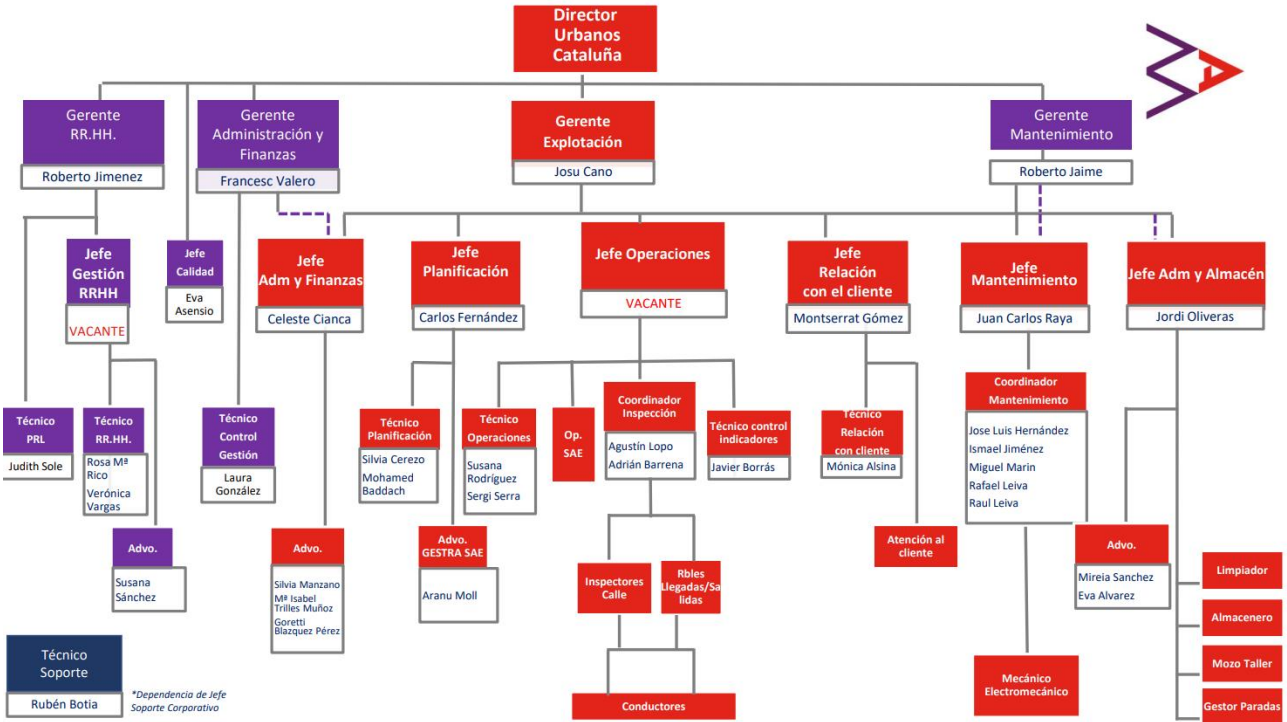 Director
Urbanos
Cataluña
Gerente
RR.HH.
Roberto Jimenez
Gerente
Administración y
Finanzas
Francesc Valero
Gerente
Explotación
Josu Cano
Gerente
Mantenimiento
Roberto Jaime
Jefe
Gestión
RRHH
VACANTE
Jefe
Calidad
Eva
Asensio
Jefe
Adm y Finanzas
Celeste Cianca
Jefe
Planificación
Carlos Fernández
Jefe Operaciones
VACANTE
Jefe
Relación
con el cliente
Montserrat Gómez
Jefe
Mantenimiento
Juan Carlos Raya
Jefe Adm y Almacén
Jordi Oliveras
Técnico
PRL
Judith Sole
Técnico
RR.HH.
Rosa Mª
Rico
Verónica
Vargas
Técnico
Control
Gestión
Laura
González
Técnico
Planificación
Silvia Cerezo
Mohamed
Baddach
Técnico
Operaciones
Susana
Rodríguez
Sergi Serra
Op.
SAE
Coordinador
Inspección
Agustín Lopo
Adrián Barrena
Técnico control
indicadores
Javier Borrás
Técnico
Relación
con cliente
Mónica Alsina
Coordinador
Mantenimiento
Jose Luis Hernández
Ismael Jiménez
Miguel Marin
Rafael Leiva
Raul Leiva
Advo.
Susana
Sánchez
Advo.
Silvia Manzano
Mª Isabel
Trilles Muñoz
Goretti
Blazquez Pérez
Advo.
GESTRA SAE
Aranu Moll
Inspectores
Calle
Rbles
Llegadas/Sa
lidas
Atención al
cliente
Advo.
Mireia Sanchez
Eva Alvarez
Limpiador
Almacenero
Mozo Taller
Gestor Paradas
Mecánico
Electromecánico
Conductores
Técnico
Soporte
Rubén Botia
*Dependencia de Jefe
Soporte Corporativo